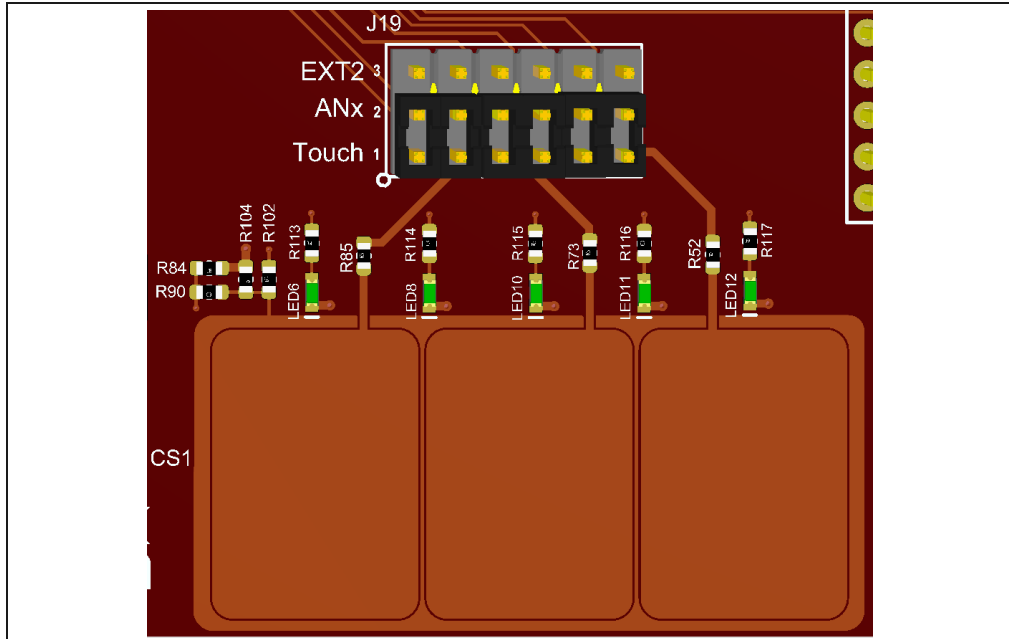 J19
EXT2 3
ANx 2
Touch 1
R104
R102
R113
R85
R114
R115
R73
R116
R52
R117
R84
R90
LED6
LED8
LED10
LED11
LED12
CS1